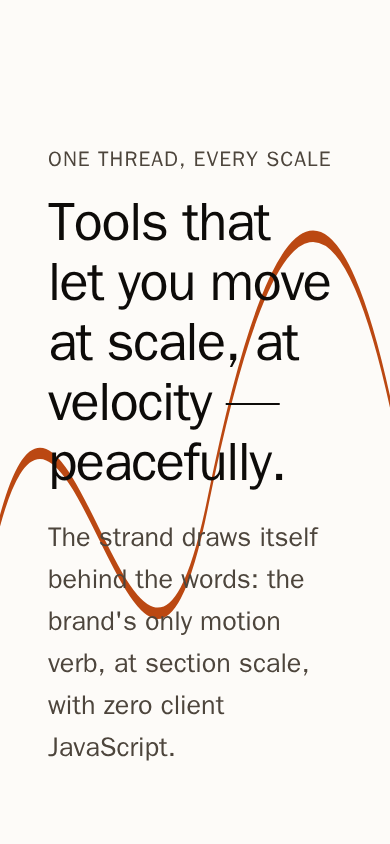 ONE THREAD, EVERY SCALE
Tools that
let you move
at scale, at
velocity —
peacefully.
The strand draws itself
behind the words: the
brand's only motion
verb, at section scale,
with zero client
JavaScript.